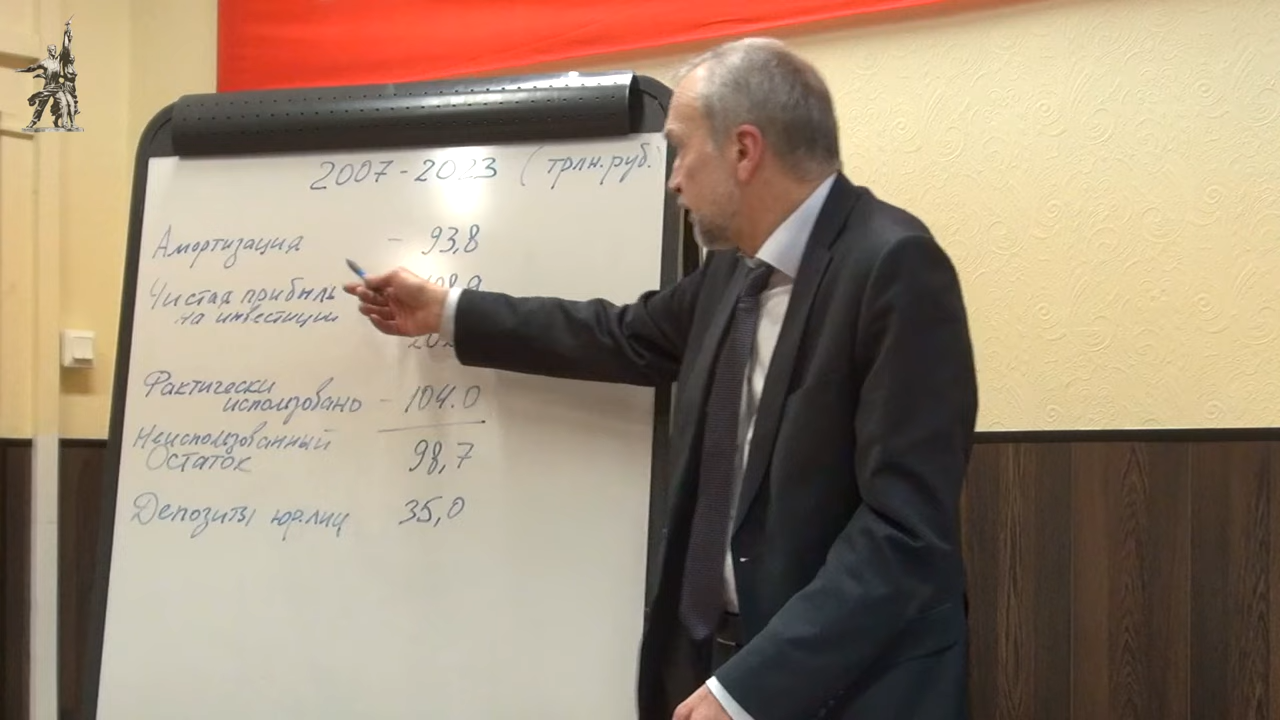 2007-2023 (трлн.руб.)
Амортизация - 93,8
Чистая прибыль
на инвестиции
Фактически
использовано - 104.0
Неиспользованный
Остаток 98,7
Депозиты юр.лиц 35,0